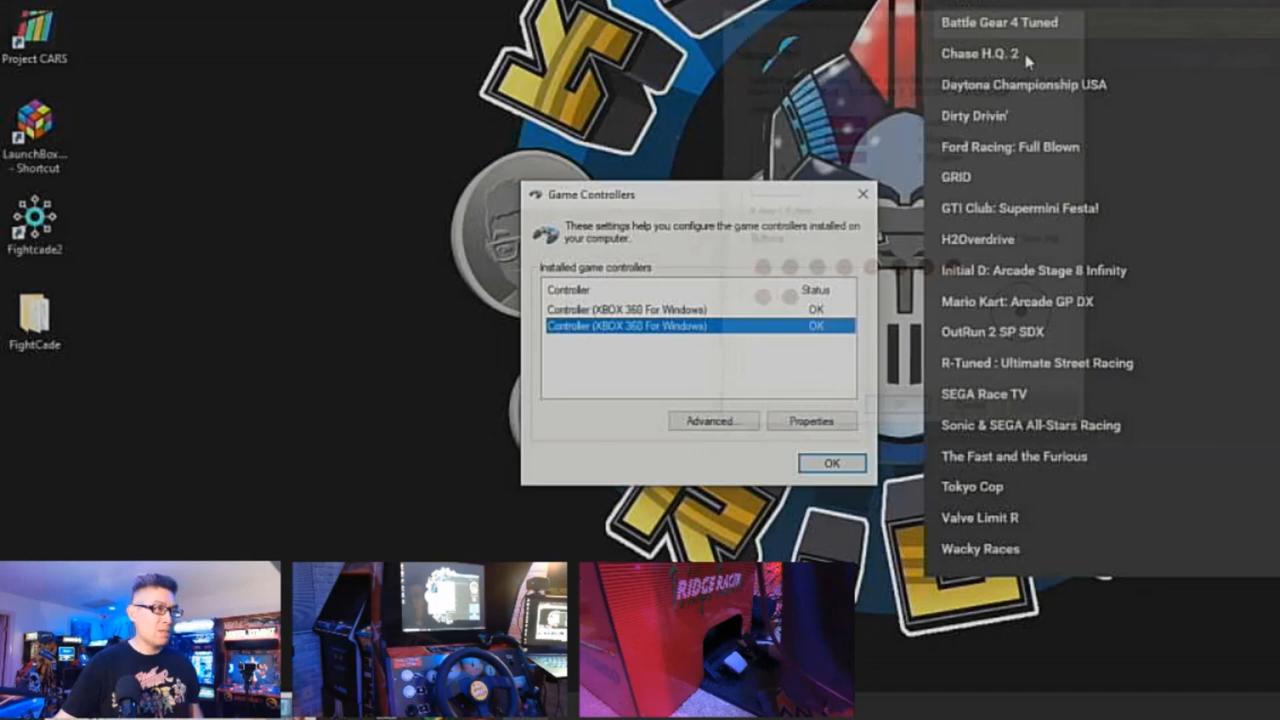 Project CARS
LaunchBox...
- Shortcut
Fightcade2
FightCade
Game Controllers
These settings help you configure the game controllers installed on
your computer.
Installed game controllers
Controller Status
Controller (XBOX 360 For Windows) OK
Controller (XBOX 360 For Windows) OK
Advanced...
Properties
OK
Battle Gear 4 Tuned
Chase H.Q. 2
Daytona Championship USA
Dirty Drivin'
Ford Racing: Full Blown
GRID
GTI Club: Supermini Festa!
H2Overdrive
Initial D: Arcade Stage 8 Infinity
Mario Kart: Arcade GP DX
OutRun 2 SP SDX
R-Tuned : Ultimate Street Racing
SEGA Race TV
Sonic & SEGA All-Stars Racing
The Fast and the Furious
Tokyo Cop
Valve Limit R
Wacky Races
RIDGE RACER